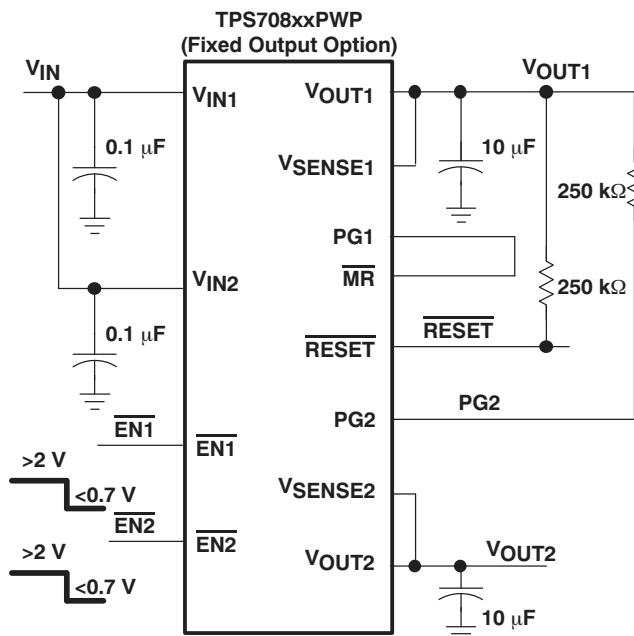 TPS708xxPWP
(Fixed Output Option)
VIN
VIN1
0.1 μF
VIN2
0.1 μF
EN1
EN1
>2 V
<0.7 V
EN2
EN2
>2 V
<0.7 V
VOUT1
VOUT1
10 μF
VSENSE1
250 kΩ
PG1
MR
250 kΩ
RESET
RESET
PG2
PG2
VSENSE2
VOUT2
VOUT2
10 μF